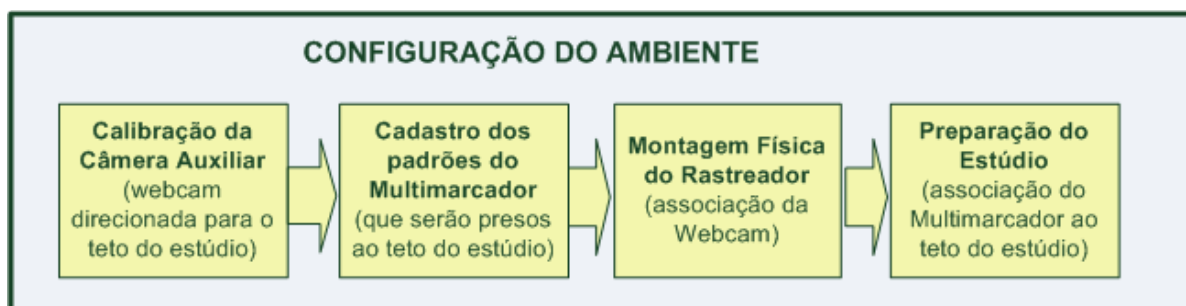 CONFIGURAÇÃO DO AMBIENTE
Calibração da
Câmera Auxiliar
(webcam
direcionada para o
teto do estúdio)
Cadastro dos
padrões do
Multimarcador
(que serão presos
ao teto do estúdio)
Montagem Física
do Rastreador
(associação da
Webcam)
Preparação do
Estúdio
(associação do
Multimarcador ao
teto do estúdio)